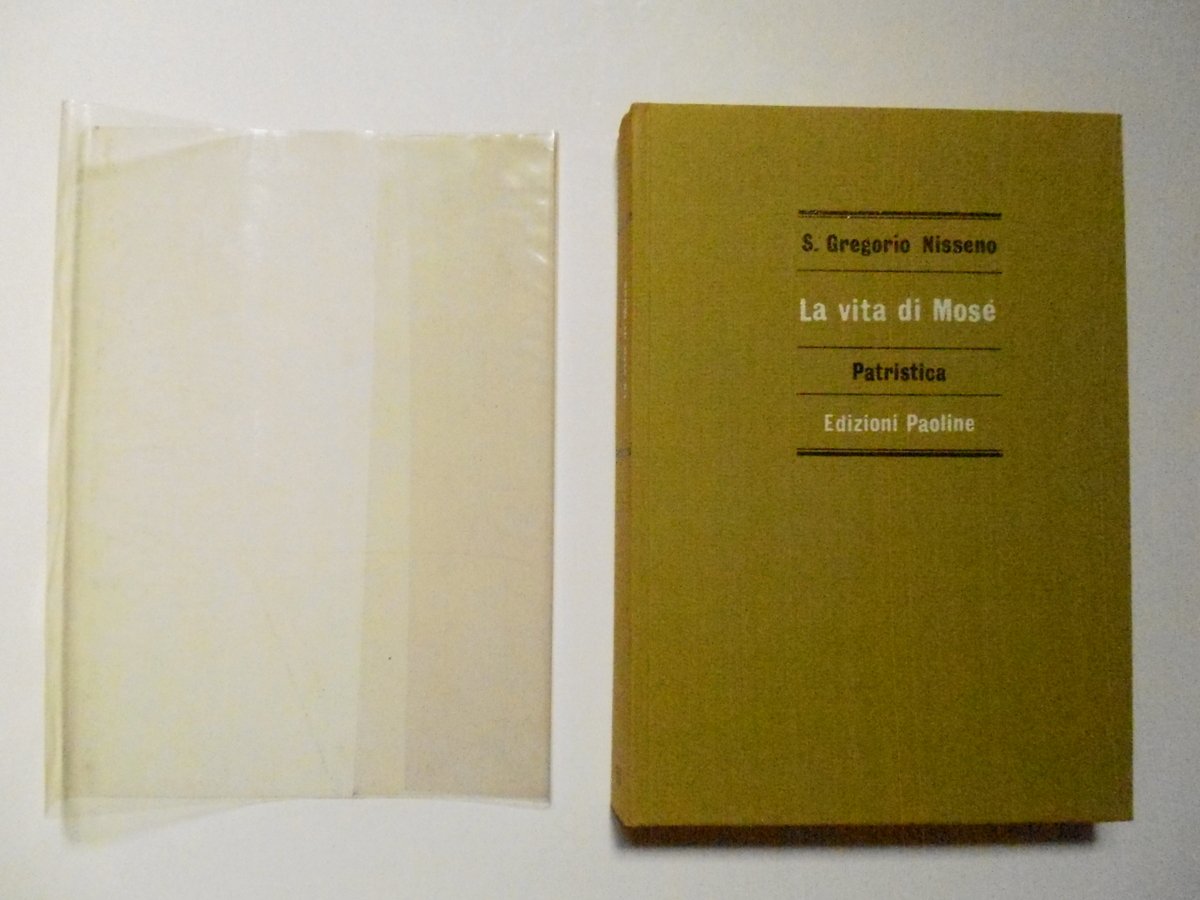 S. Gregorio Nisseno
La vita di Mosé
Patristica
Edizioni Paoline